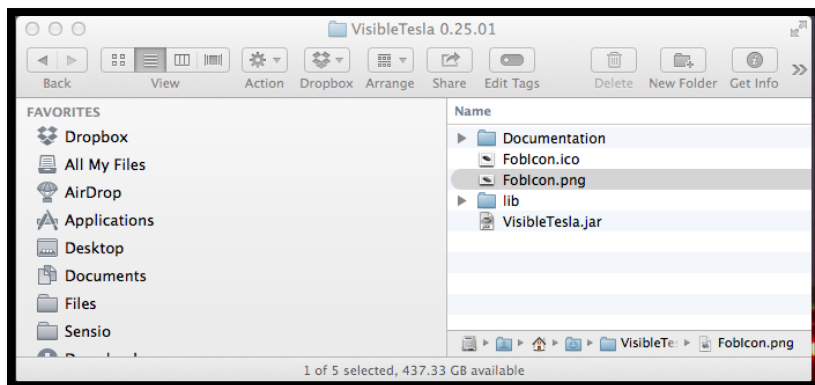 VisibleTesla 0.25.01
Back View Action Dropbox Arrange Share Edit Tags Delete New Folder Get Info
FAVORITES
Dropbox
All My Files
AirDrop
Applications
Desktop
Documents
Files
Sensio
Name
Documentation
FobIcon.ico
FobIcon.png
lib
VisibleTesla.jar
VisibleTe FobIcon.png
1 of 5 selected, 437.33 GB available